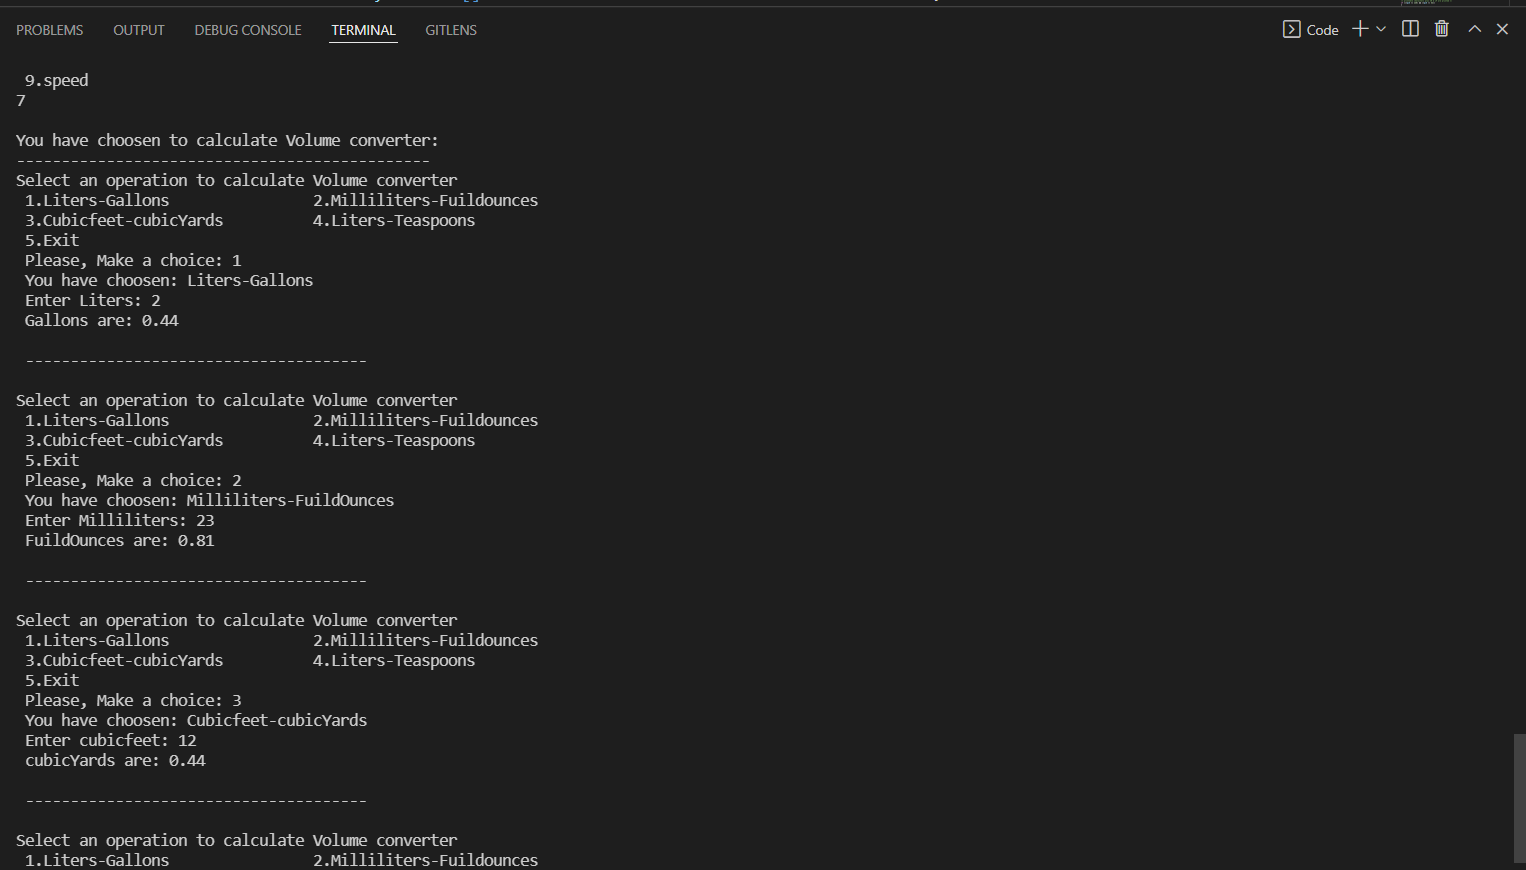 PROBLEMS OUTPUT DEBUG CONSOLE TERMINAL GITLENS Code
9.speed
7
You have choosen to calculate Volume converter:
----------------------------------------------
Select an operation to calculate Volume converter
1.Liters-Gallons 2.Milliliters-Fuildounces
3.Cubicfeet-cubicYards 4.Liters-Teaspoons
5.Exit
Please, Make a choice: 1
You have choosen: Liters-Gallons
Enter Liters: 2
Gallons are: 0.44
--------------------------------------
Select an operation to calculate Volume converter
1.Liters-Gallons 2.Milliliters-Fuildounces
3.Cubicfeet-cubicYards 4.Liters-Teaspoons
5.Exit
Please, Make a choice: 2
You have choosen: Milliliters-FuildOunces
Enter Milliliters: 23
FuildOunces are: 0.81
--------------------------------------
Select an operation to calculate Volume converter
1.Liters-Gallons 2.Milliliters-Fuildounces
3.Cubicfeet-cubicYards 4.Liters-Teaspoons
5.Exit
Please, Make a choice: 3
You have choosen: Cubicfeet-cubicYards
Enter cubicfeet: 12
cubicYards are: 0.44
--------------------------------------
Select an operation to calculate Volume converter
1.Liters-Gallons 2.Milliliters-Fuildounces